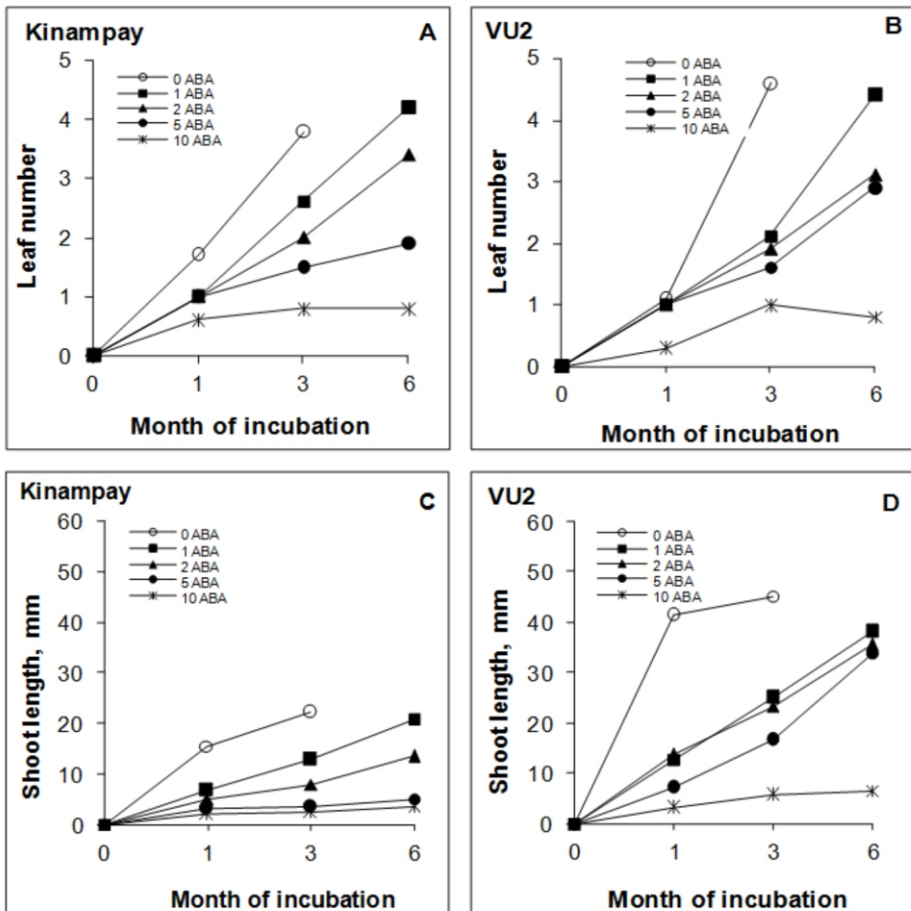 Kinampay
A
0 ABA
1 ABA
2 ABA
5 ABA
10 ABA
5
4
3
2
1
0
Leaf number
0 1 3 6
Month of incubation
VU2
B
0 ABA
1 ABA
2 ABA
5 ABA
10 ABA
5
4
3
2
1
0
Leaf number
0 1 3 6
Month of incubation
Kinampay
C
0 ABA
1 ABA
2 ABA
5 ABA
10 ABA
60
50
40
30
20
10
0
Shoot length, mm
0 1 3 6
Month of incubation
VU2
D
0 ABA
1 ABA
2 ABA
5 ABA
10 ABA
60
50
40
30
20
10
0
Shoot length, mm
0 1 3 6
Month of incubation